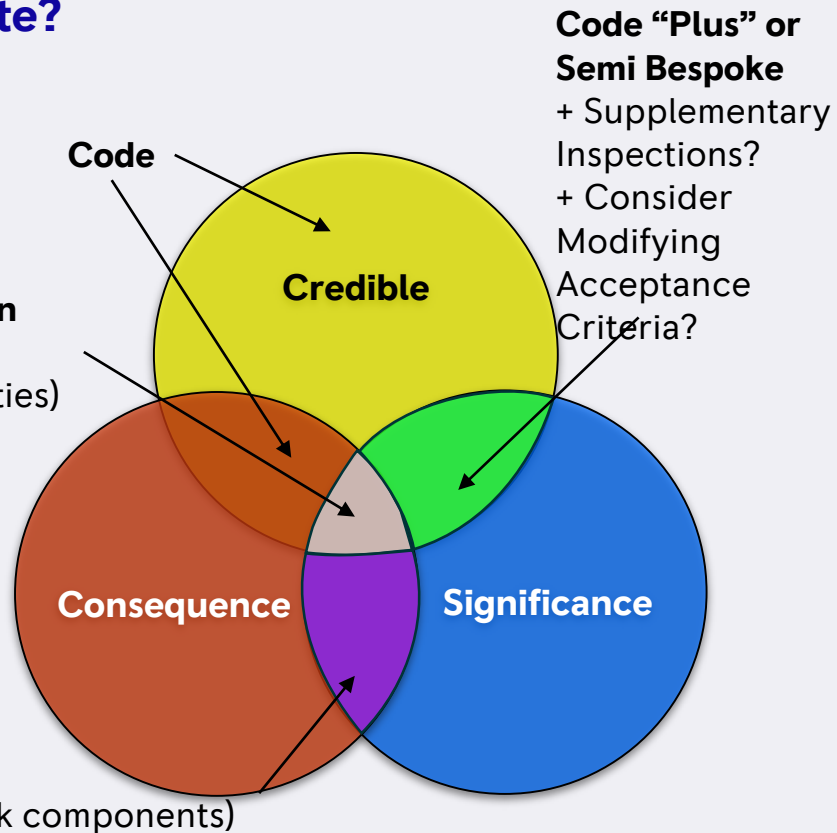 te?
Code “Plus” or
Semi Bespoke
+ Supplementary
Inspections?
+ Consider
Modifying
Acceptance
Criteria?
Code
Credible
n
ties)
Consequence
Significance
k components)